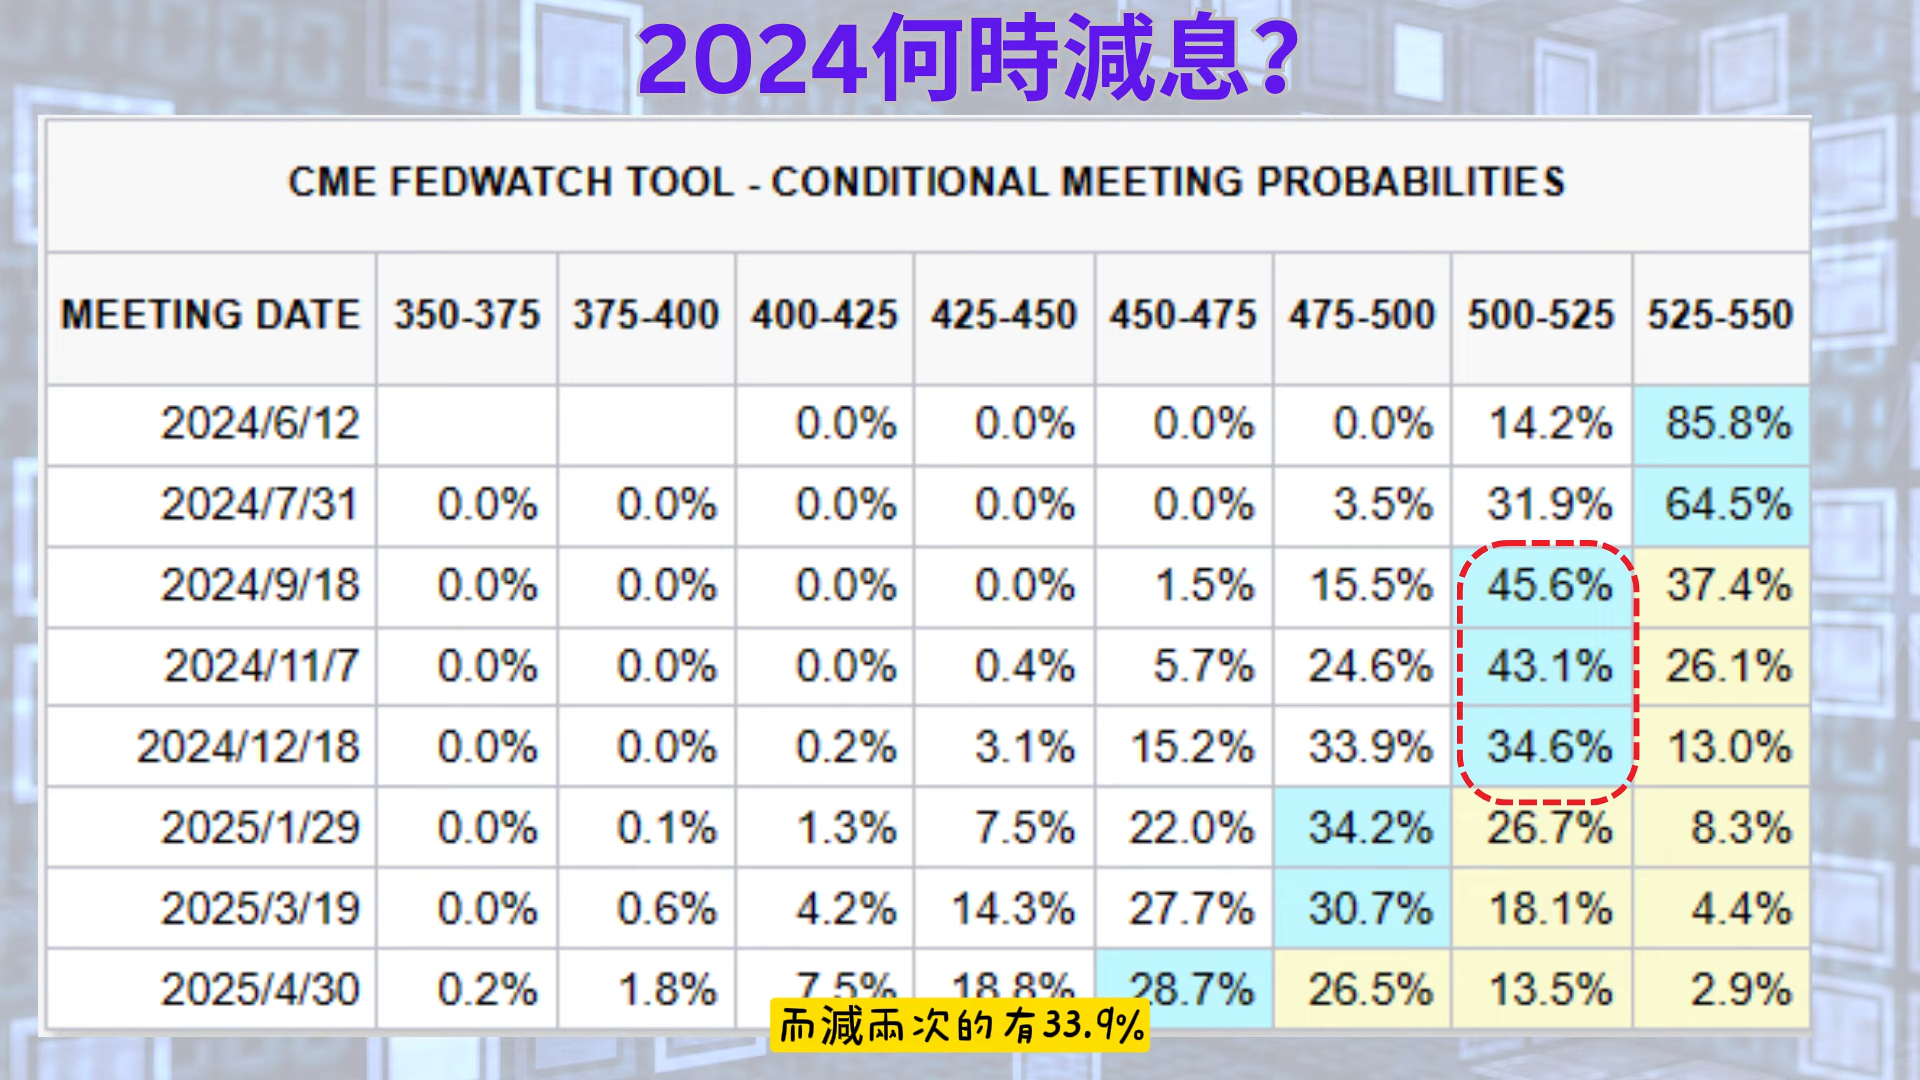 2024何時減息?
CME FEDWATCH TOOL - CONDITIONAL MEETING PROBABILITIES
MEETING DATE 350-375 375-400 400-425 425-450 450-475 475-500 500-525 525-550
2024/6/12 0.0% 0.0% 0.0% 0.0% 14.2% 85.8%
2024/7/31 0.0% 0.0% 0.0% 0.0% 0.0% 3.5% 31.9% 64.5%
2024/9/18 0.0% 0.0% 0.0% 0.0% 1.5% 15.5% 45.6% 37.4%
2024/11/7 0.0% 0.0% 0.0% 0.4% 5.7% 24.6% 43.1% 26.1%
2024/12/18 0.0% 0.0% 0.2% 3.1% 15.2% 33.9% 34.6% 13.0%
2025/1/29 0.0% 0.1% 1.3% 7.5% 22.0% 34.2% 26.7% 8.3%
2025/3/19 0.0% 0.6% 4.2% 14.3% 27.7% 30.7% 18.1% 4.4%
2025/4/30 0.2% 1.8% 7.5% 18.8% 28.7% 26.5% 13.5% 2.9%
而減兩次的有33.9%